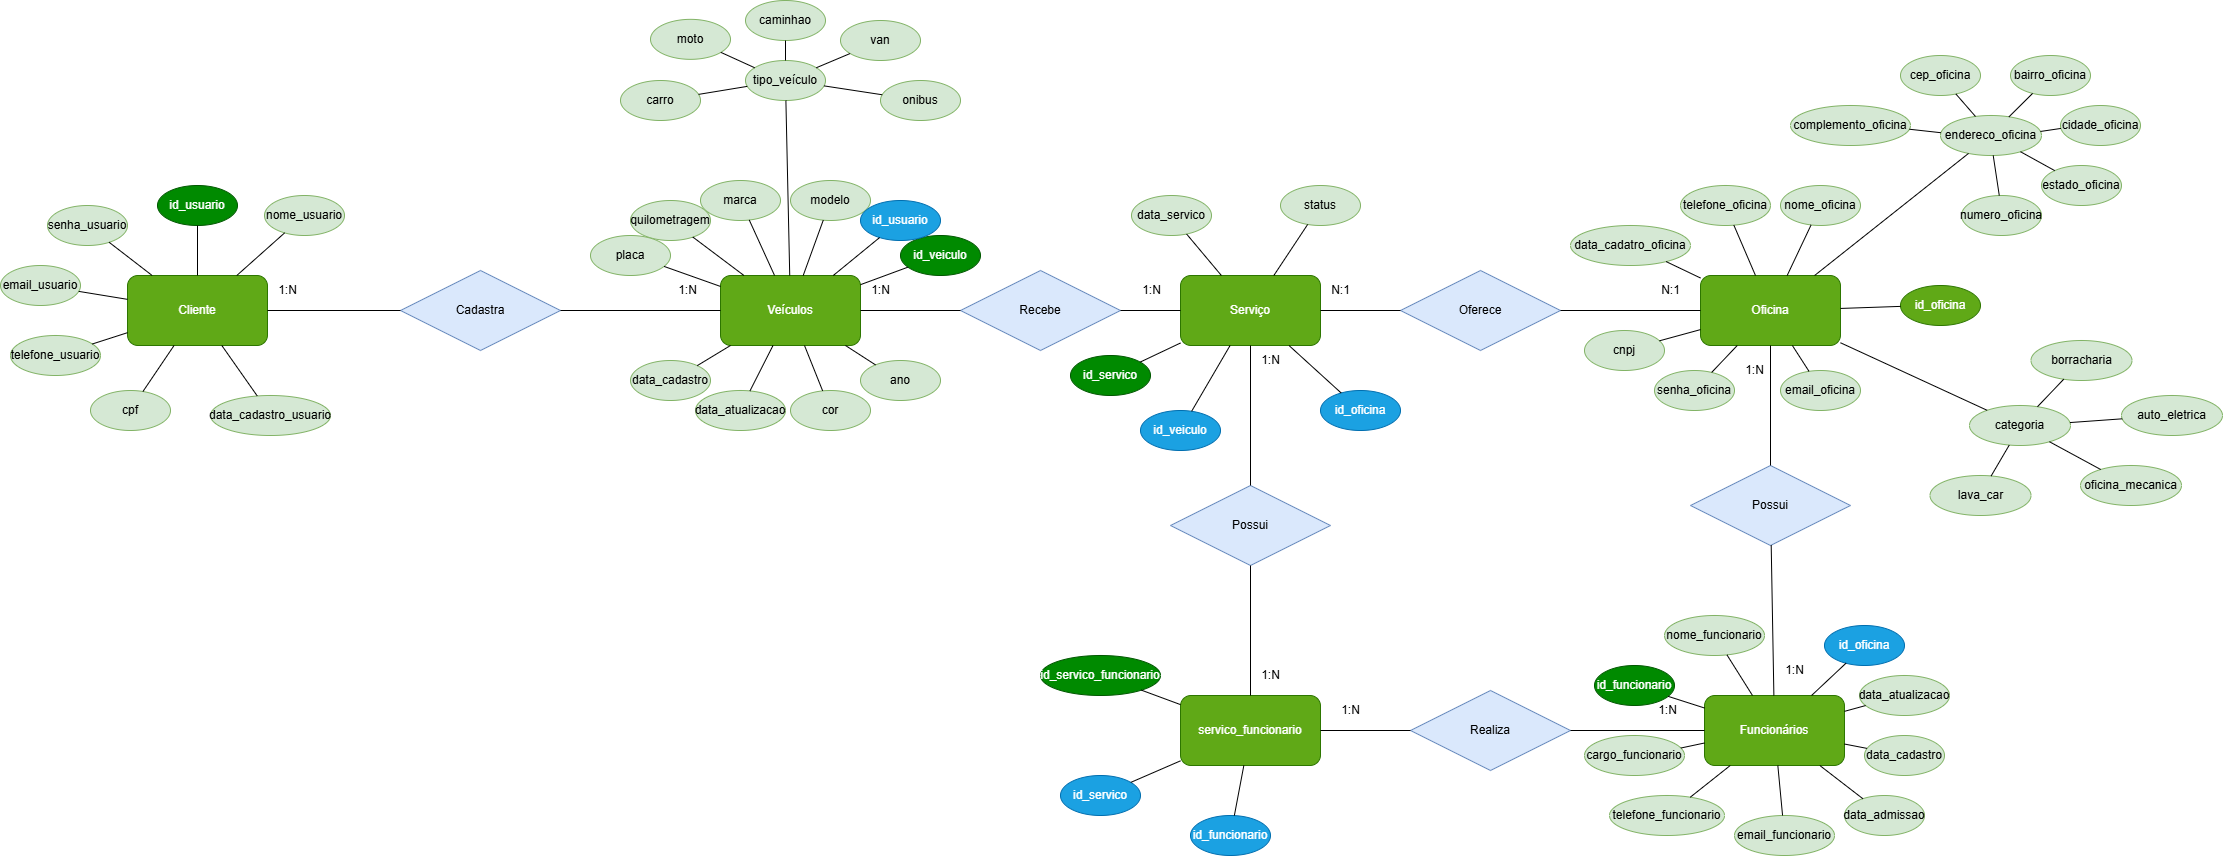 caminhao
moto
van
tipo_veículo
carro
onibus
cep_oficina
bairro_oficina
complemento_oficina
cidade_oficina
endereco_oficina
estado_oficina
numero_oficina
senha_usuario
id_usuario
nome_usuario
quilometragem
marca
modelo
id_usuario
placa
id_veiculo
data_servico
status
telefone_oficina
nome_oficina
data_cadatro_oficina
email_usuario
Cliente
1:N
Cadastra
1:N
Veículos
1:N
Recebe
1:N
Serviço
N:1
Oferece
N:1
Oficina
id_oficina
telefone_usuario
cpf
data_cadastro_usuario
data_cadastro
data_atualizacao
cor
ano
id_servico
id_veiculo
1:N
id_oficina
cnpj
senha_oficina
1:N
email_oficina
borracharia
auto_eletrica
categoria
oficina_mecanica
lava_car
Possui
Possui
nome_funcionario
id_oficina
id_servico_funcionario
1:N
id_funcionario
1:N
data_atualizacao
servico_funcionario
1:N
Realiza
1:N
Funcionários
cargo_funcionario
data_cadastro
id_servico
id_funcionario
telefone_funcionario
email_funcionario
data_admissao